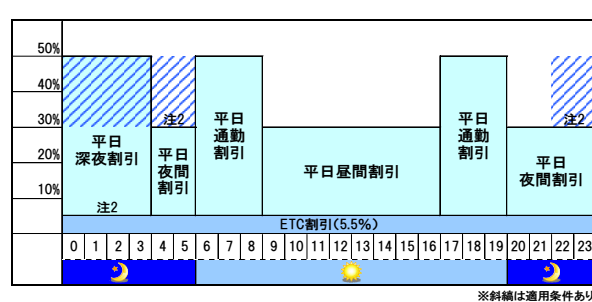 50%
40%
30%
20%
10%
注2
平日
深夜割引
注2
平日
夜間
割引
平日
通勤
割引
平日昼間割引
平日
通勤
割引
注2
平日
夜間割引
ETC割引(5.5%)
0 1 2 3 4 5 6 7 8 9 10 11 12 13 14 15 16 17 18 19 20 21 22 23
※斜縞は適用条件あり